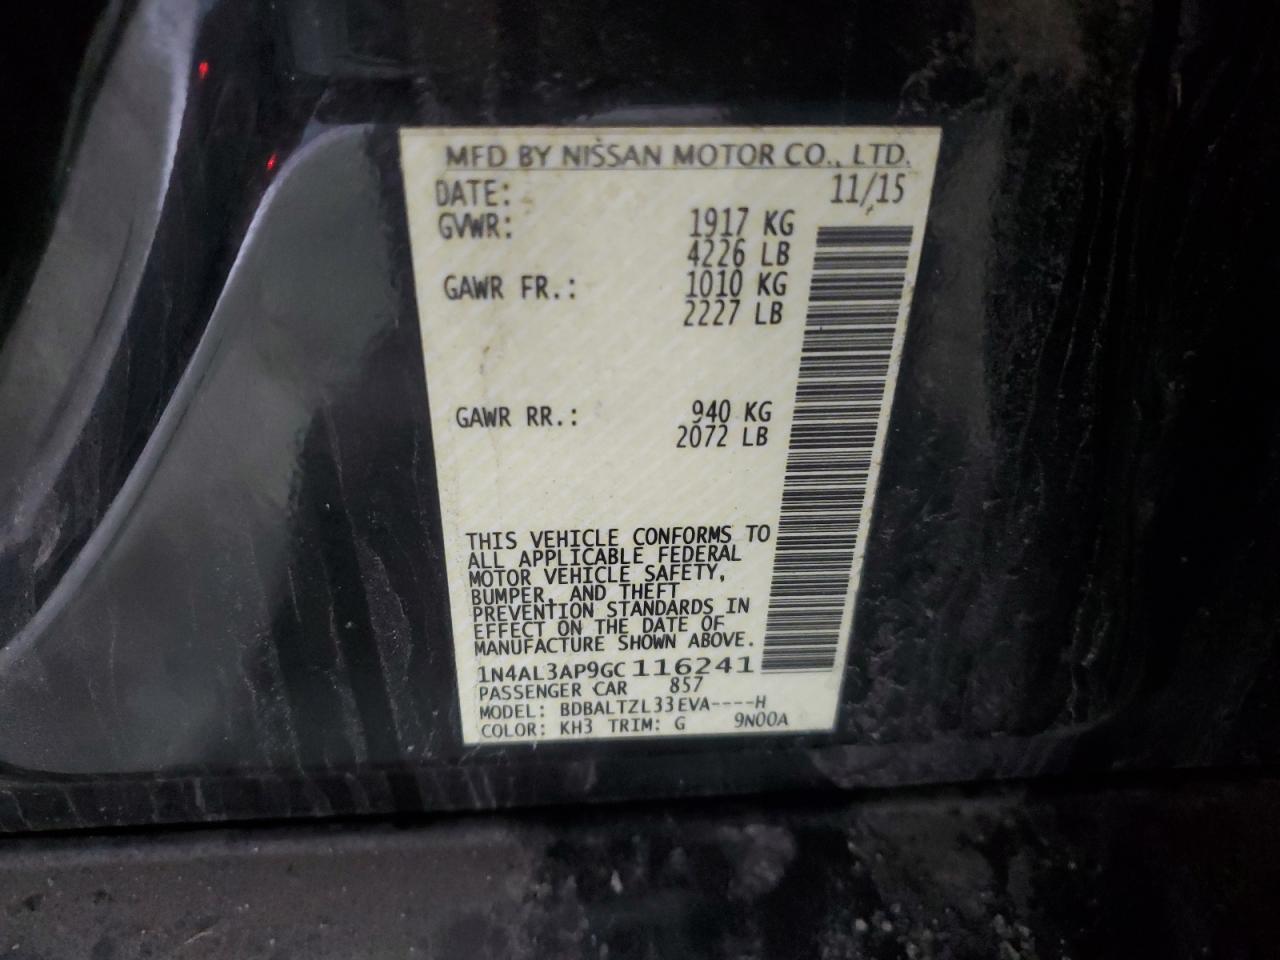 MFD BY NISSAN MOTOR CO., LTD.
DATE: 11/15
GVWR: 1917 KG
4226 LB
GAWR FR.: 1010 KG
2227 LB
GAWR RR.: 940 KG
2072 LB
THIS VEHICLE CONFORMS TO
ALL APPLICABLE FEDERAL
MOTOR VEHICLE SAFETY,
BUMPER, AND THEFT
PREVENTION STANDARDS IN
EFFECT ON THE DATE OF
MANUFACTURE SHOWN ABOVE.
1N4AL3AP9GC116241
PASSENGER CAR 857
MODEL: BDBALTZL33EVA----H
COLOR: KH3 TRIM: G 9N00A